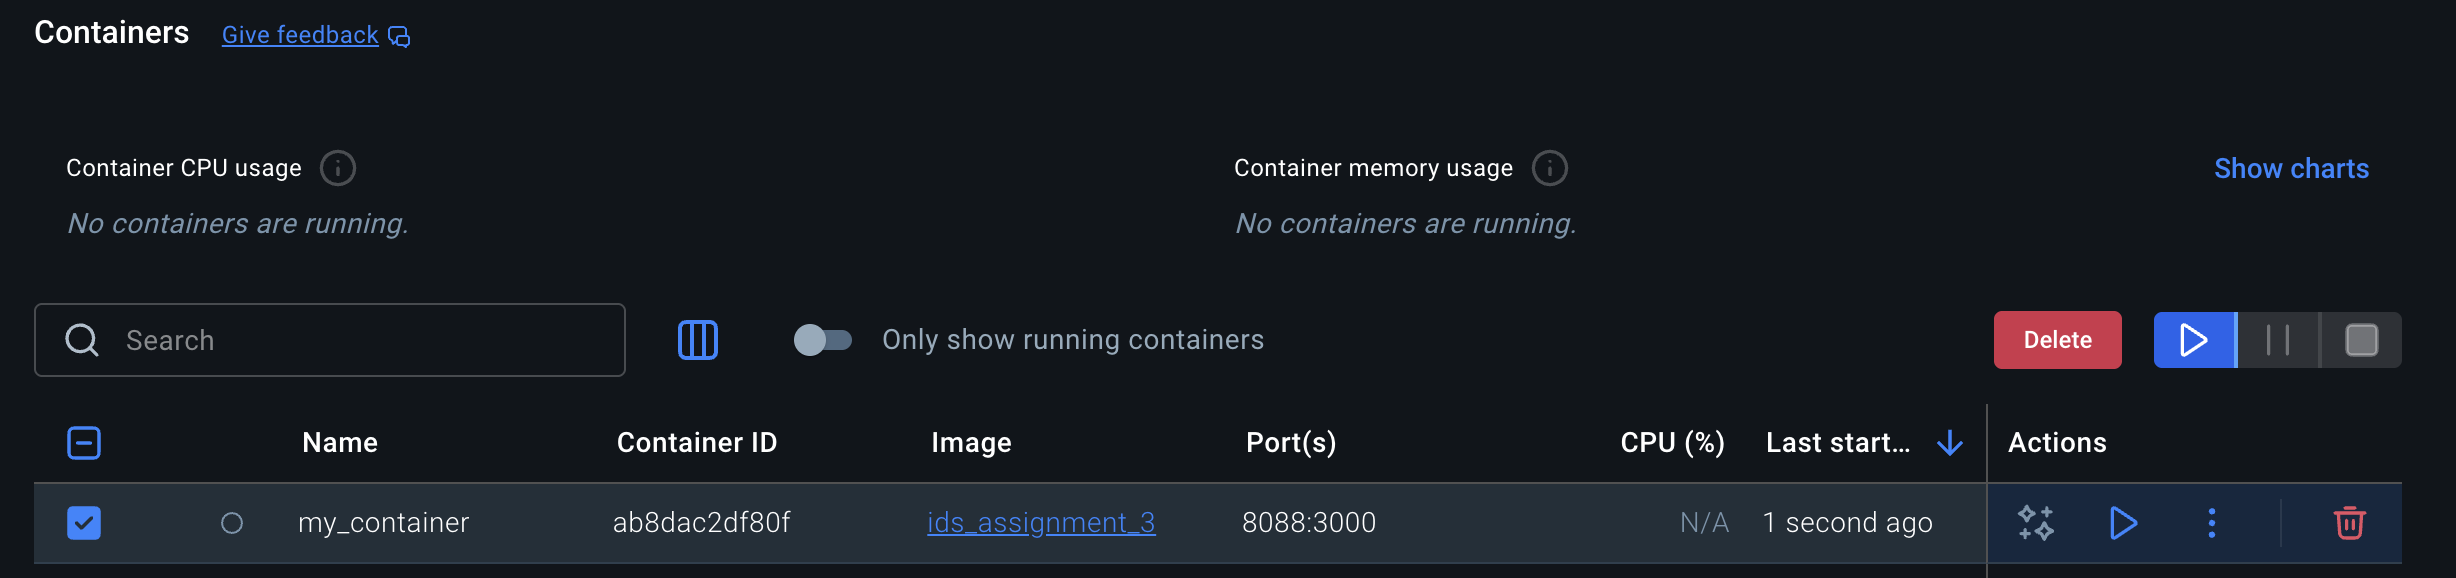 Containers Give feedback
Container CPU usage Container memory usage Show charts
No containers are running. No containers are running.
Search Only show running containers Delete
Name Container ID Image Port(s) CPU (%) Last start... Actions
my_container ab8dac2df80f ids_assignment_3 8088:3000 N/A 1 second ago